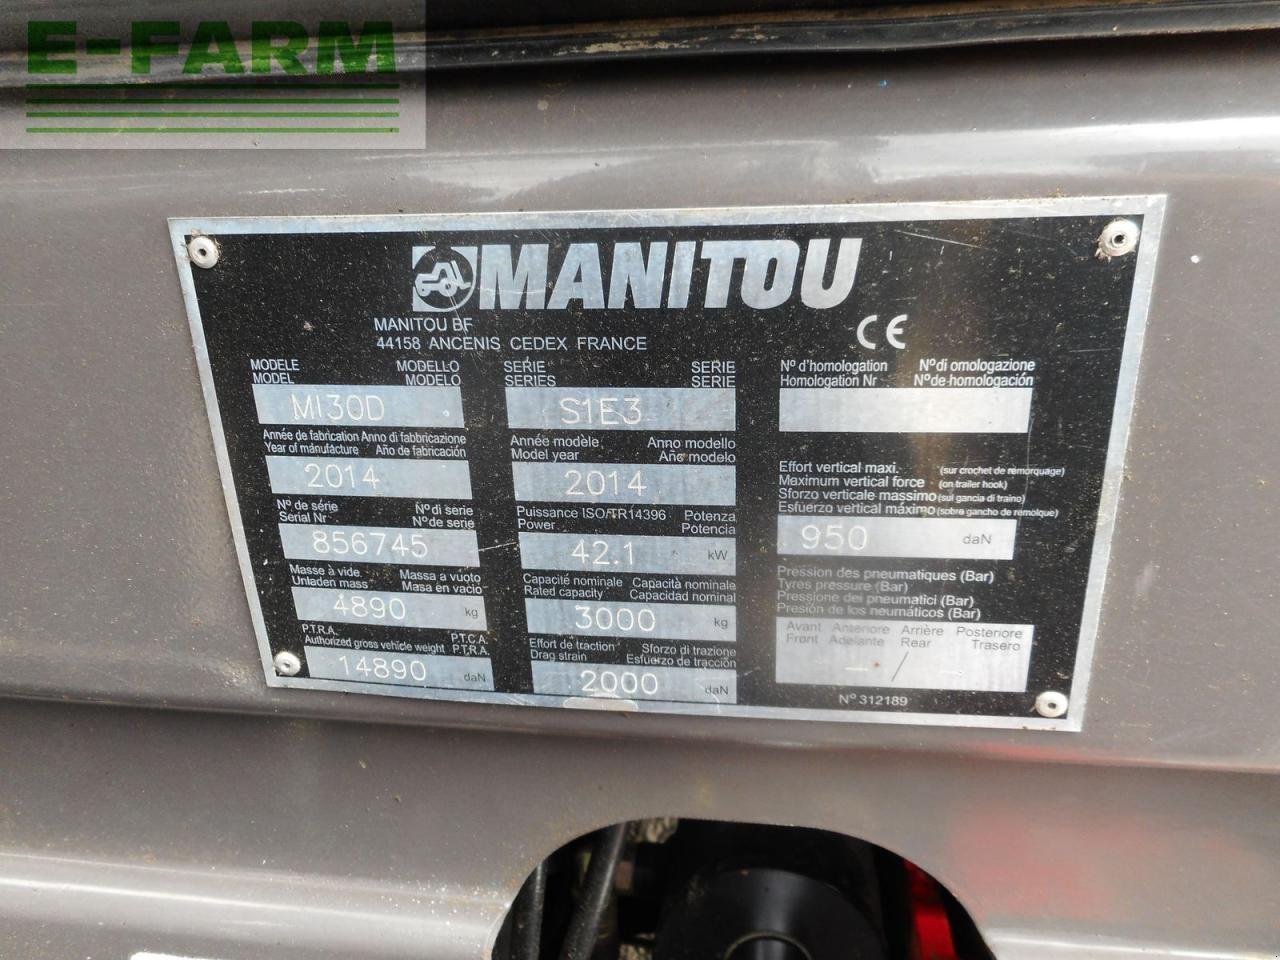 E-FARM
MANITOU
MANITOU BF
44158 ANCENIS CEDEX FRANCE
CE
MODELE MODELLO
MODEL MODELO
MI30D
SERIE SERIE
SERIES SERIE
S1E3
N° d'homologation N° di omologazione
Homologation Nr N° de homologación
Année de fabrication Anno di fabbricazione
Year of manufacture Año de fabricación
2014
Année modèle Anno modello
Model year Año modelo
2014
Effort vertical maxi. (sur crochet de remorquage)
Maximum vertical force (on trailer hook)
Sforzo verticale massimo (sul gancia di traino)
Esfuerzo vertical máximo (sobre gancho de remolque)
950 daN
N° de série N° di serie
Serial Nr N° de serie
856745
Puissance ISO/TR14396 Potenza
Power Potencia
42.1 kW
Masse à vide. Massa a vuoto
Unladen mass Masa en vacio
4890 kg
Capacité nominale Capacità nominale
Rated capacity Capacidad nominal
3000 kg
Pression des pneumatiques (Bar)
Tyres pressure (Bar)
Pressione dei pneumatici (Bar)
Presión de los neumáticos (Bar)
Avant Anteriore Arrière Posteriore
Front Adelante Rear Trasero
- /
P.T.R.A. P.T.C.A.
Authorized gross vehicle weight P.T.R.A.
14890 daN
Effort de traction Sforzo di trazione
Drag strain Esfuerzo de tracción
2000 daN
N° 312189